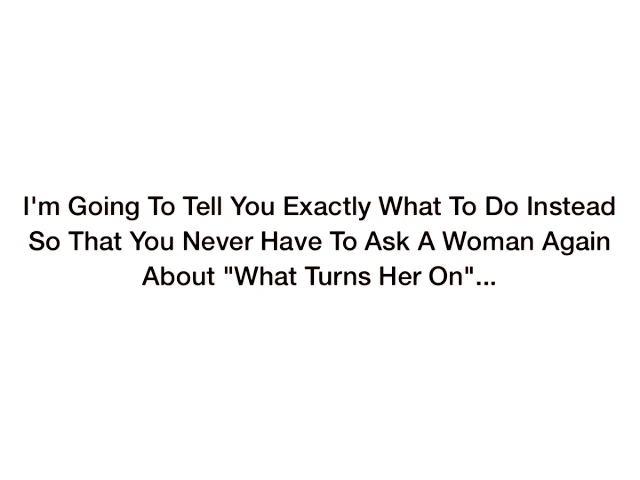 I'm Going To Tell You Exactly What To Do Instead
So That You Never Have To Ask A Woman Again
About "What Turns Her On"...